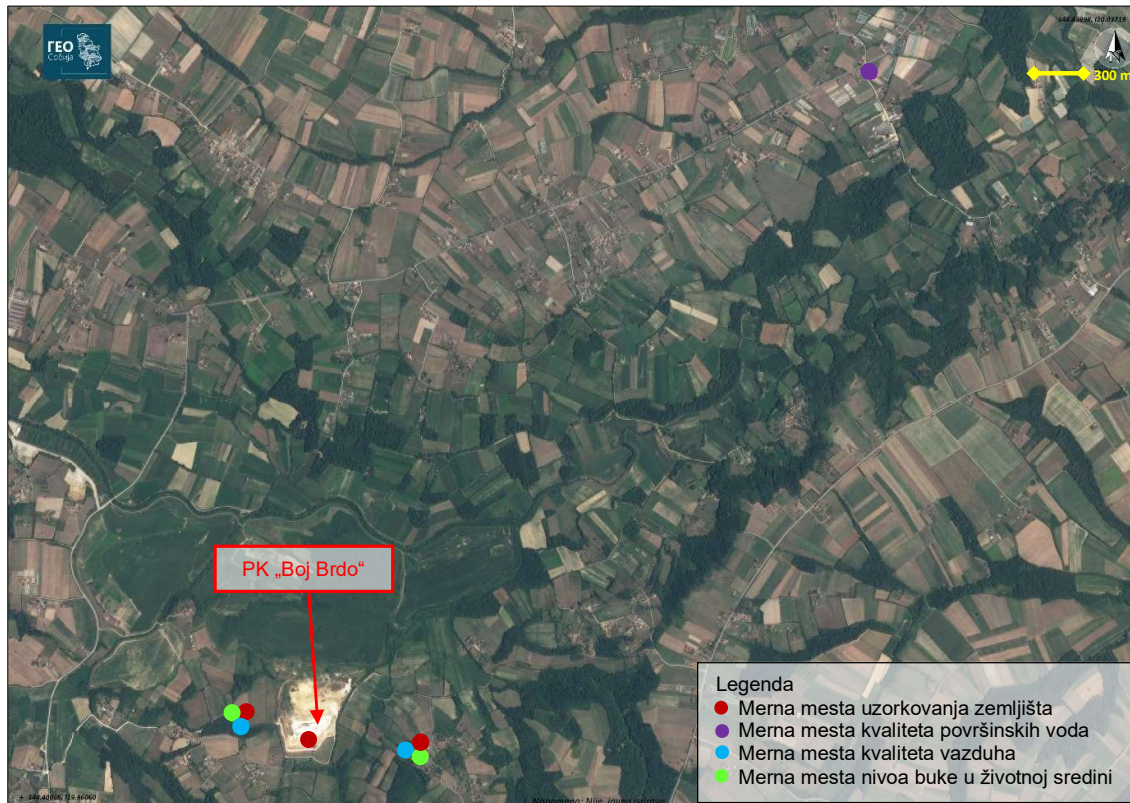 ГЕО
Србија
300 m
PK „Boj Brdo“
Legenda
Merna mesta uzorkovanja zemljišta
Merna mesta kvaliteta površinskih voda
Merna mesta kvaliteta vazduha
Merna mesta nivoa buke u životnoj sredini